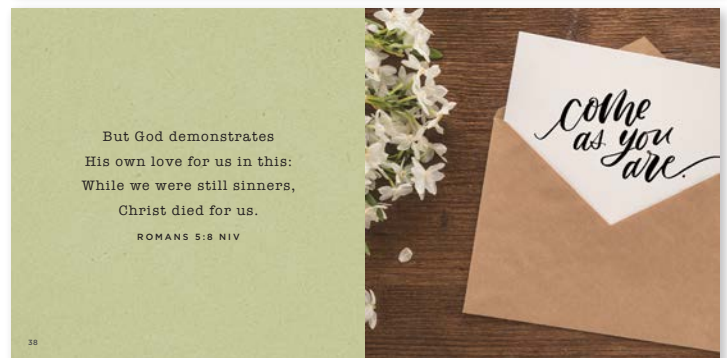 But God demonstrates
His own love for us in this:
While we were still sinners,
Christ died for us.
ROMANS 5:8 NIV
38
come
as you
are.